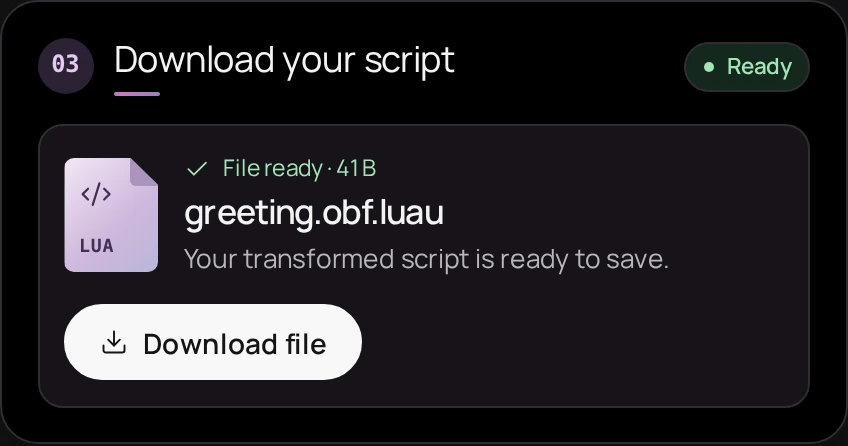 03
Download your script
Ready
File ready · 41 B
greeting.obf.luau
Your transformed script is ready to save.
</> LUA
Download file